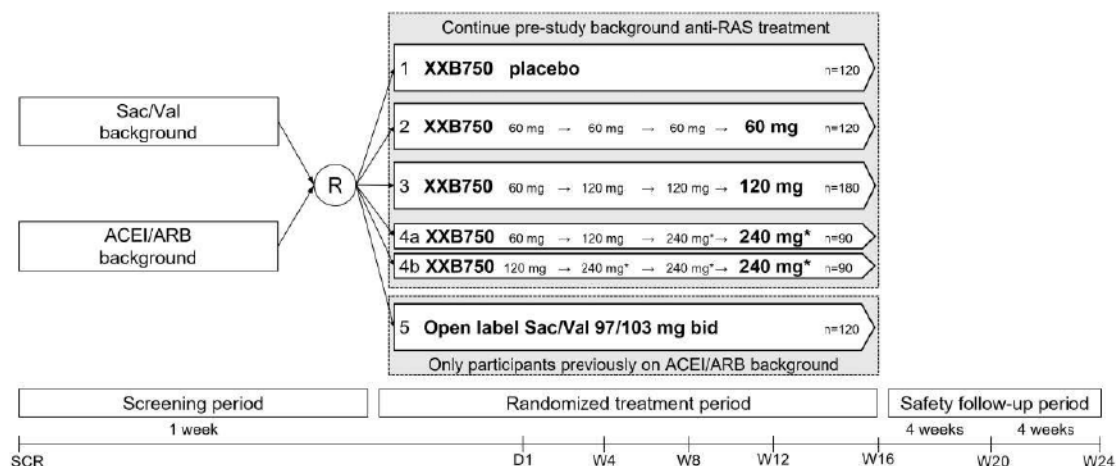 Continue pre-study background anti-RAS treatment
1 XXB750 placebo n=120
Sac/Val
background
2 XXB750 60 mg → 60 mg → 60 mg → 60 mg n=120
R
3 XXB750 60 mg → 120 mg → 120 mg → 120 mg n=180
ACEI/ARB
background
4a XXB750 60 mg → 120 mg → 240 mg* → 240 mg* n=90
4b XXB750 120 mg → 240 mg* → 240 mg* → 240 mg* n=90
5 Open label Sac/Val 97/103 mg bid n=120
Only participants previously on ACEI/ARB background
Screening period Randomized treatment period Safety follow-up period
1 week 4 weeks 4 weeks
SCR D1 W4 W8 W12 W16 W20 W24